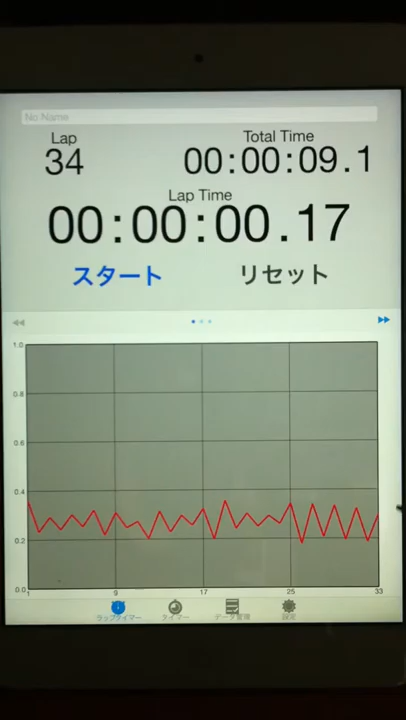 No Name
Lap
Total Time
34
00:00:09.1
Lap Time
00:00:00.17
スタート
リセット
1.0
0.8
0.6
0.4
0.2
0.0
1
9
17
25
33
ラップタイマー
タイマー
データ管理
設定